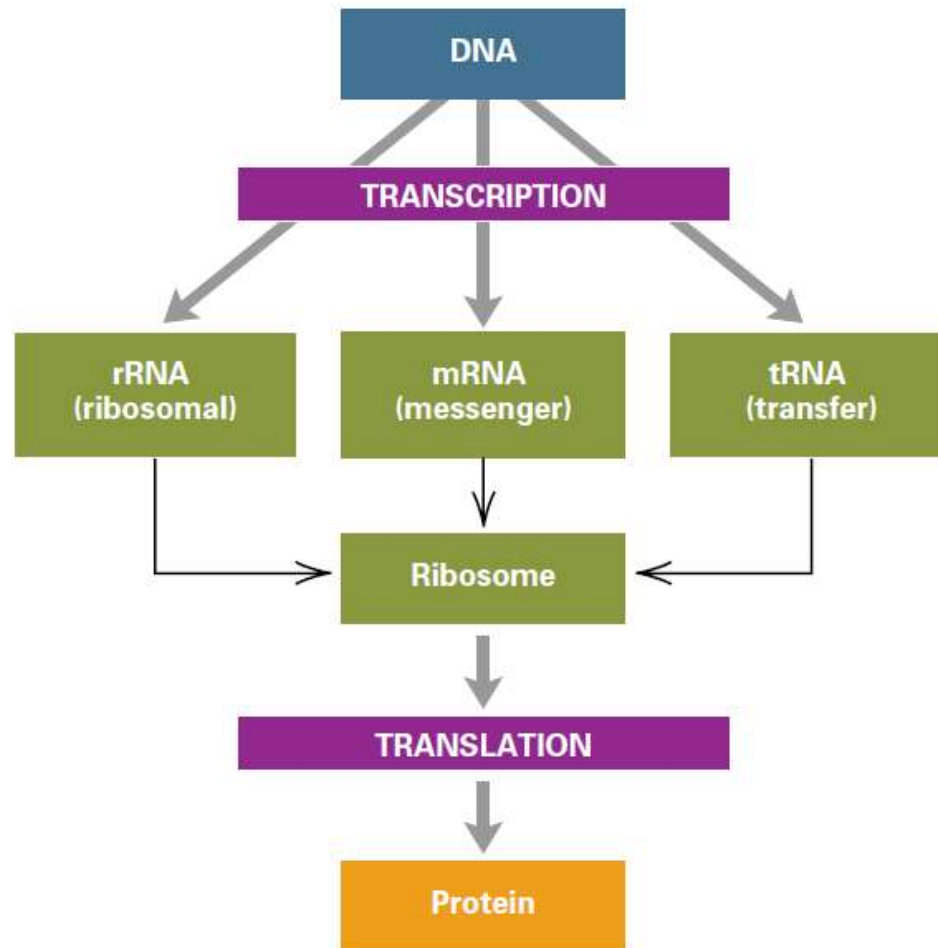 DNA
TRANSCRIPTION
rRNA
(ribosomal)
mRNA
(messenger)
tRNA
(transfer)
Ribosome
TRANSLATION
Protein